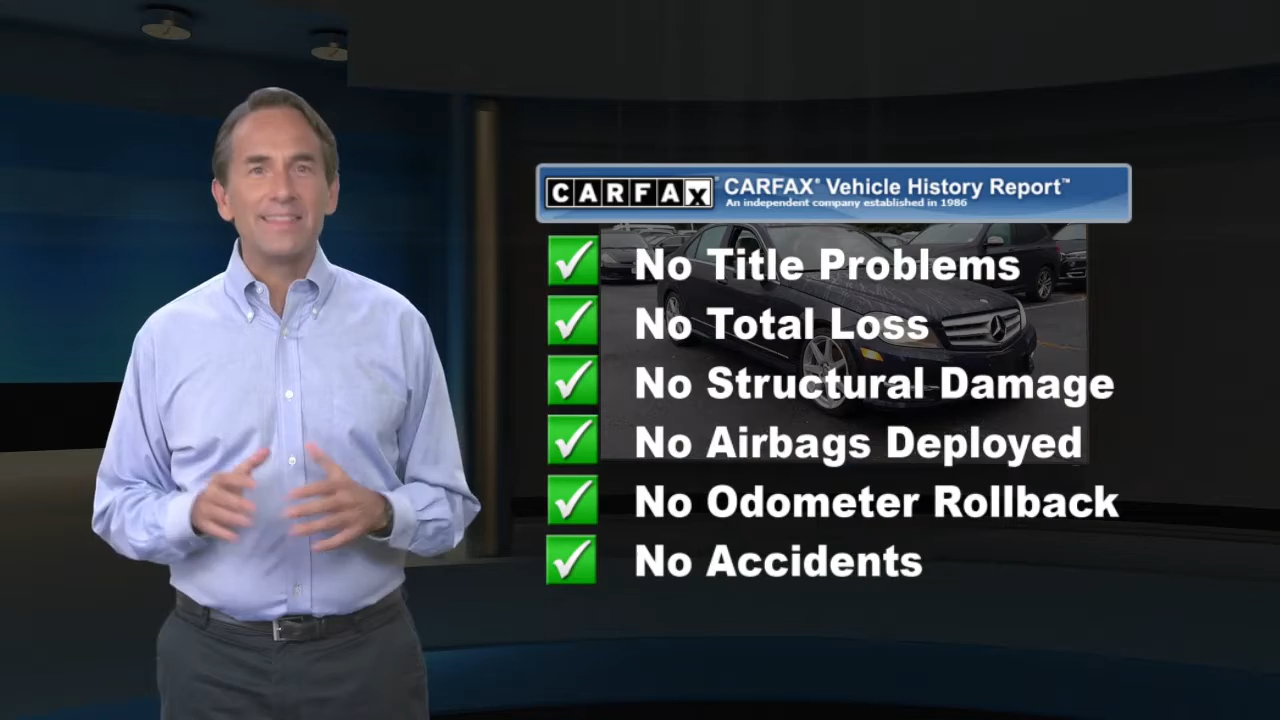 CARFAX
CARFAX® Vehicle History Report™
An independent company established in 1986
No Title Problems
No Total Loss
No Structural Damage
No Airbags Deployed
No Odometer Rollback
No Accidents